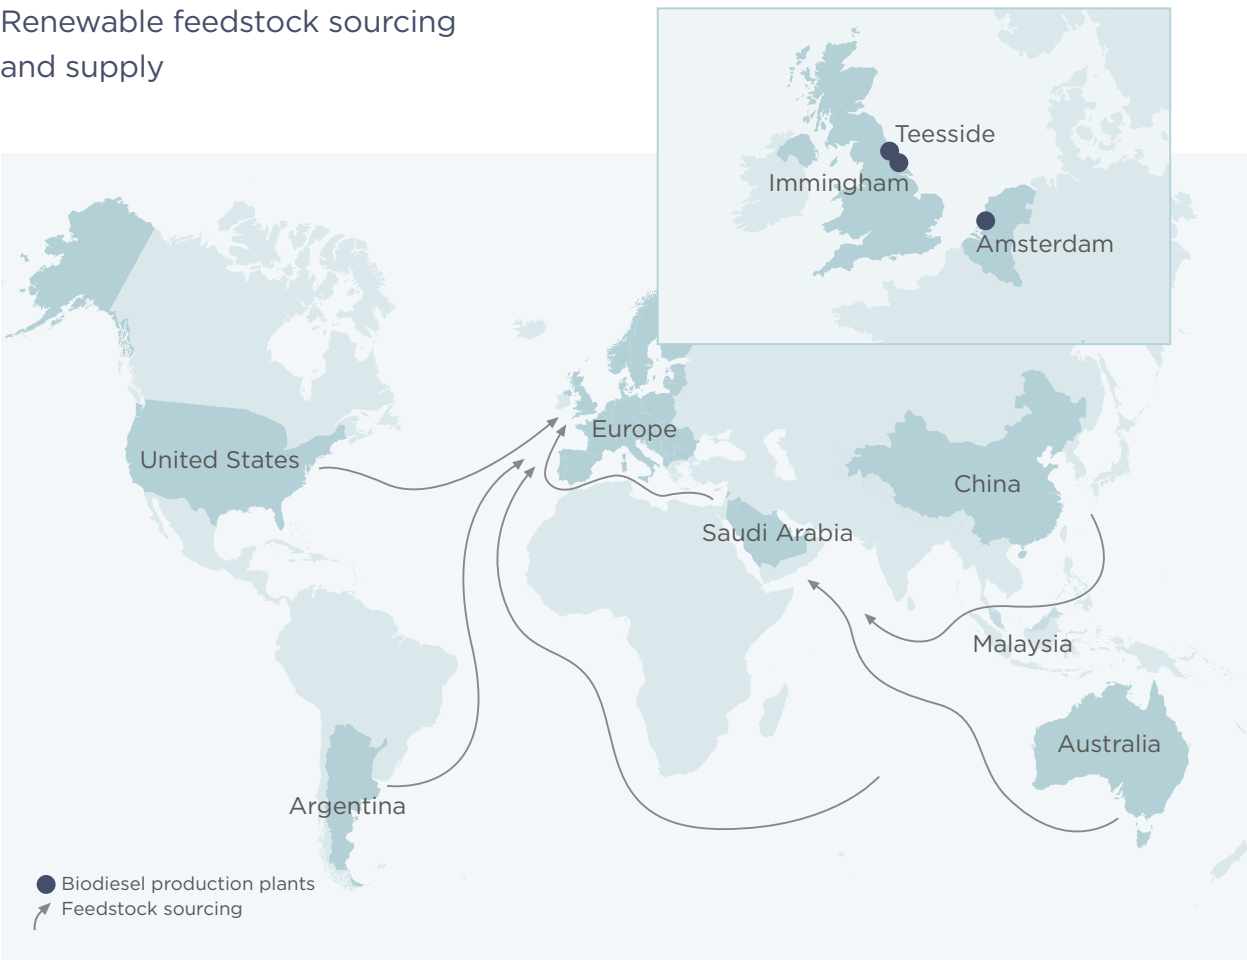 Renewable feedstock sourcing
and supply
Teesside
Immingham
Amsterdam
Europe
United States
China
Saudi Arabia
Malaysia
Australia
Argentina
Biodiesel production plants
Feedstock sourcing